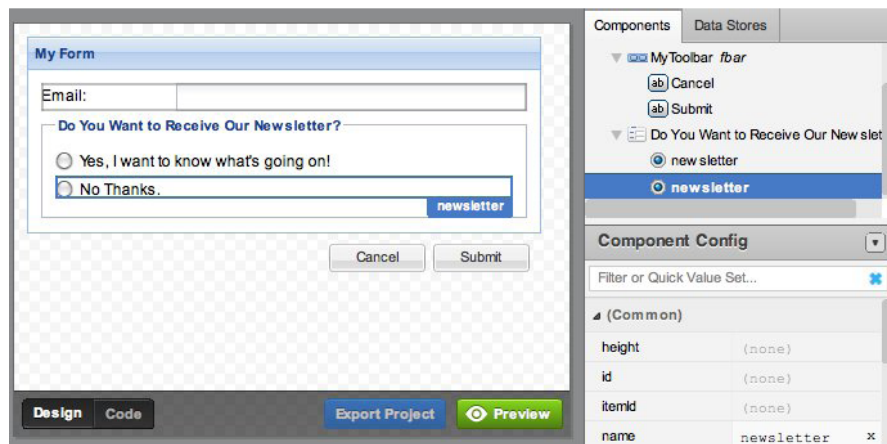 My Form
Email:
Do You Want to Receive Our Newsletter?
Yes, I want to know what's going on!
No Thanks.
newsletter
Cancel
Submit
Design
Code
Export Project
Preview
Components
Data Stores
MyToolbar fbar
ab Cancel
ab Submit
Do You Want to Receive Our Newslet
newsletter
newsletter
Component Config
Filter or Quick Value Set...
(Common)
height (none)
id (none)
itemId (none)
name newsletter x